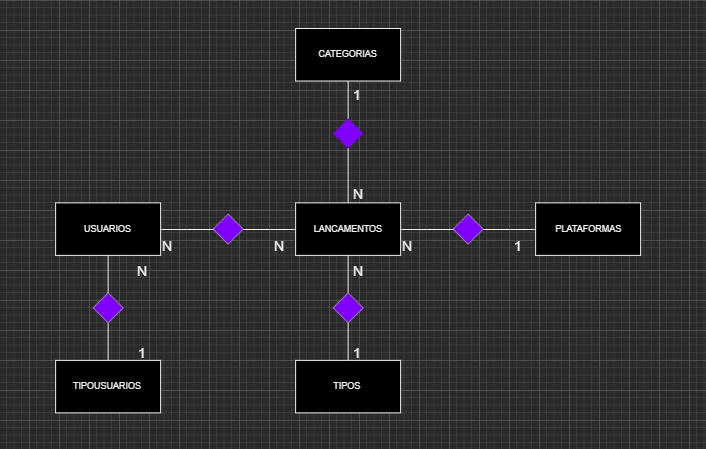 CATEGORIAS
1
N
USUARIOS
LANCAMENTOS
PLATAFORMAS
N
N
N
1
N
N
1
1
TIPOUSUARIOS
TIPOS